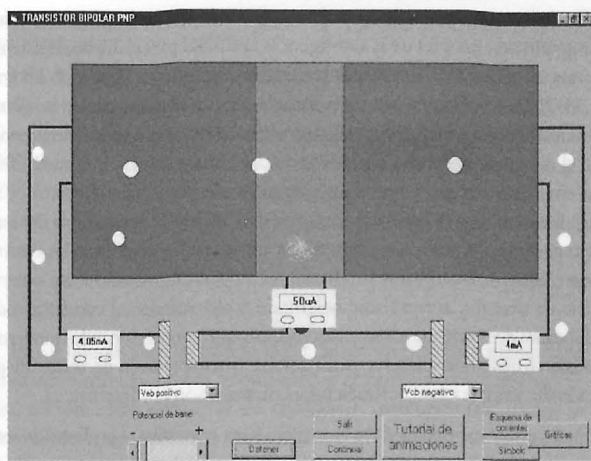 TRANSISTOR BIPOLAR PNP
50uA
4.05mA
4mA
Veb positivo
Vcb negativo
Potencial de base
- +
Detener
Salir
Continuar
Tutorial de
animaciones
Esquema de
corrientes
Símbolo
Gráficas